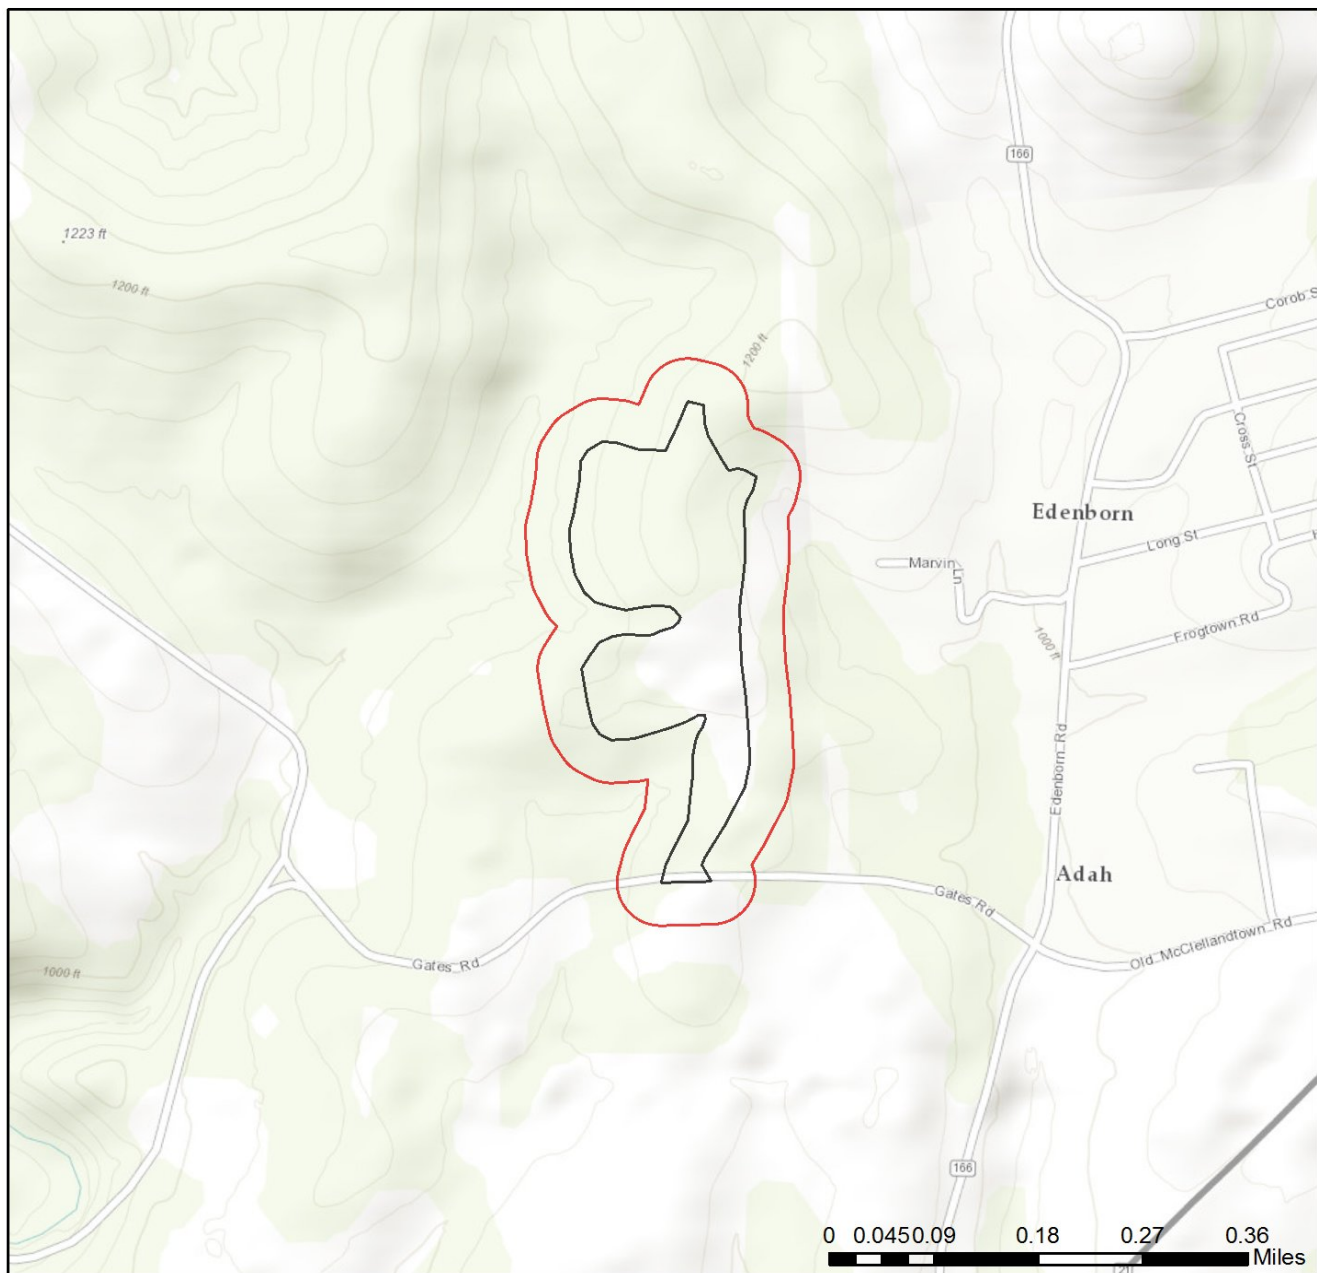 166
1223 ft
1200 ft
Corob S
1200 ft
Cross St
Edenborn
Long St
Marvin Ln
Frogtown Rd
1000 ft
Edenborn Rd
Adah
Gates Rd
Old McClellandtown Rd
Gates Rd
1000 ft
166
0 0.045 0.09 0.18 0.27 0.36
Miles